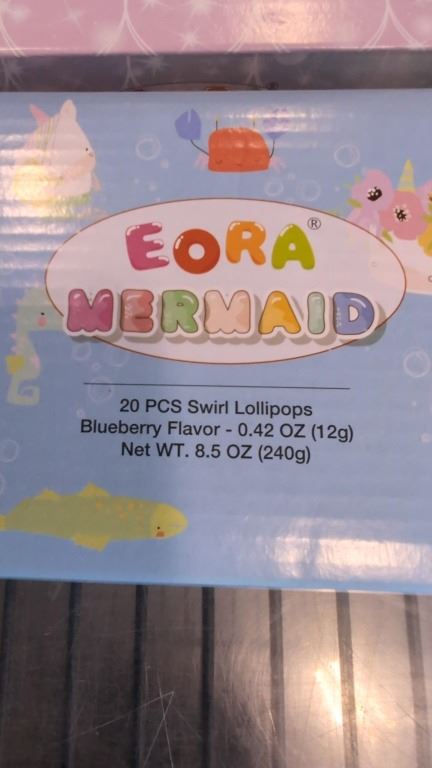 EORA®
MERMAID
20 PCS Swirl Lollipops
Blueberry Flavor - 0.42 OZ (12g)
Net WT. 8.5 OZ (240g)